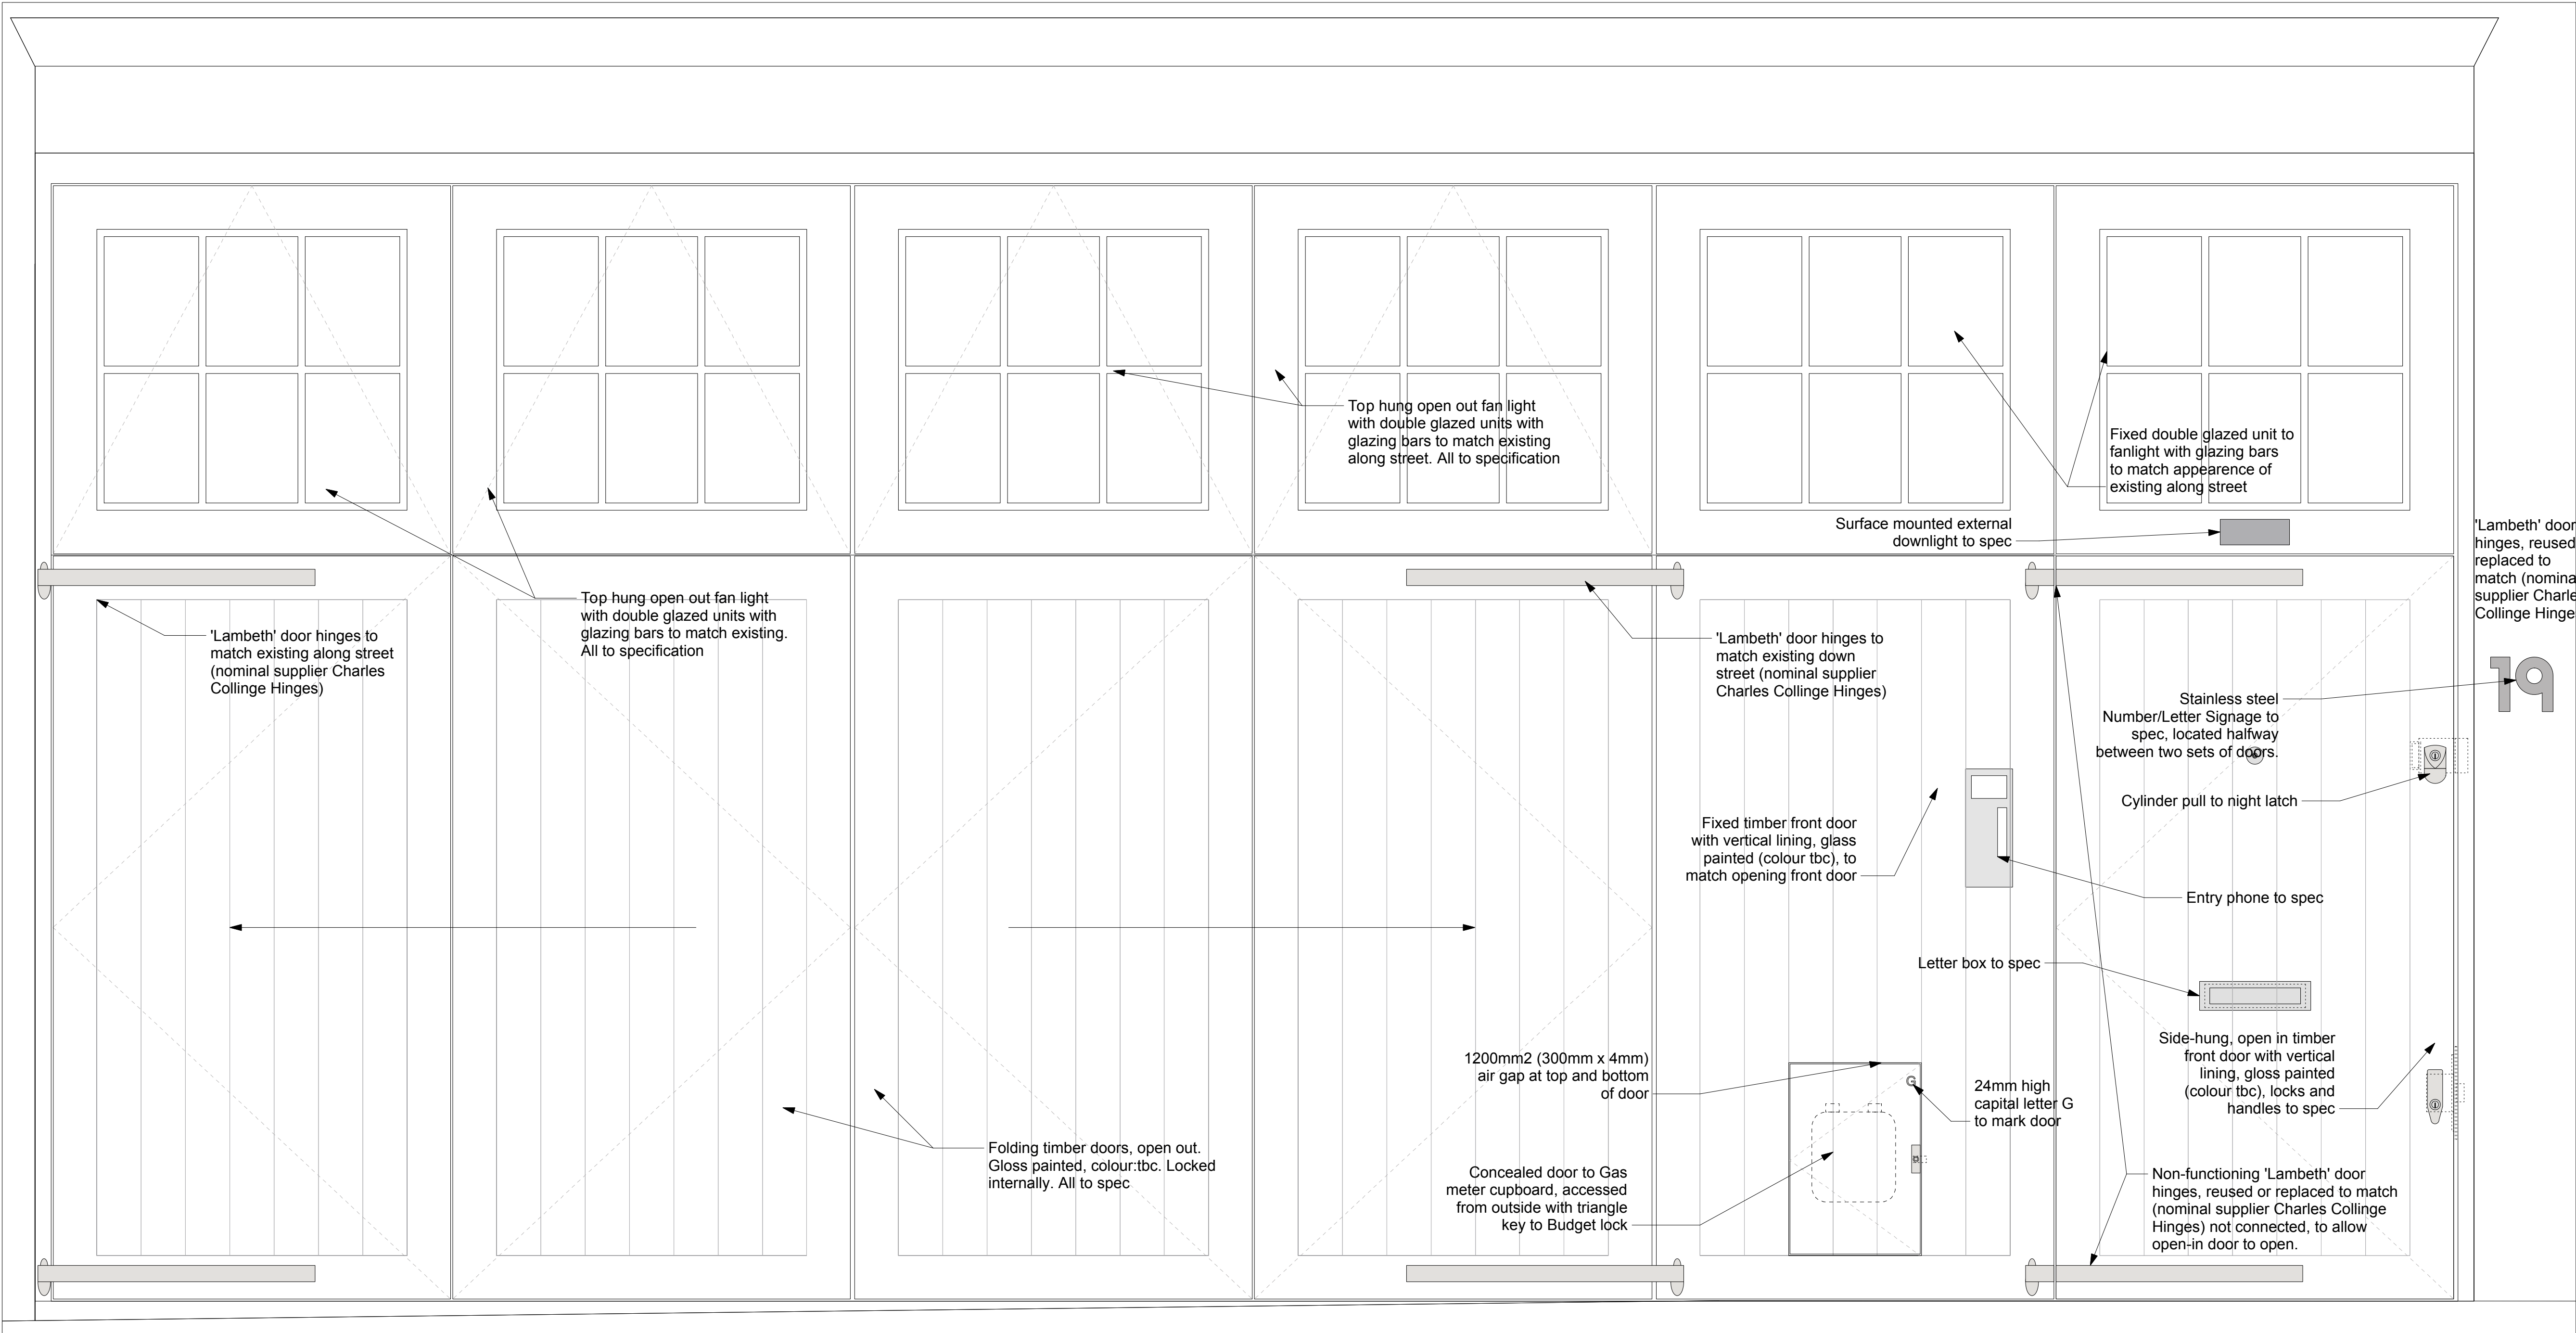 Top hung open out fan light
with double glazed units with
glazing bars to match existing
along street. All to specification
Fixed double glazed unit to
fanlight with glazing bars
to match appearence of
existing along street
Surface mounted external
downlight to spec
'Lambeth' door
hinges, reused
replaced to
match (nomina
supplier Charle
Collinge Hinge
Top hung open out fan light
with double glazed units with
glazing bars to match existing.
All to specification
'Lambeth' door hinges to
match existing along street
(nominal supplier Charles
Collinge Hinges)
'Lambeth' door hinges to
match existing down
street (nominal supplier
Charles Collinge Hinges)
19
Stainless steel
Number/Letter Signage to
spec, located halfway
between two sets of doors.
Cylinder pull to night latch
Fixed timber front door
with vertical lining, glass
painted (colour tbc), to
match opening front door
Entry phone to spec
Letter box to spec
Side-hung, open in timber
front door with vertical
lining, gloss painted
(colour tbc), locks and
handles to spec
1200mm2 (300mm x 4mm)
air gap at top and bottom
of door
G
24mm high
capital letter G
to mark door
Folding timber doors, open out.
Gloss painted, colour:tbc. Locked
internally. All to spec
Concealed door to Gas
meter cupboard, accessed
from outside with triangle
key to Budget lock
Non-functioning 'Lambeth' door
hinges, reused or replaced to match
(nominal supplier Charles Collinge
Hinges) not connected, to allow
open-in door to open.